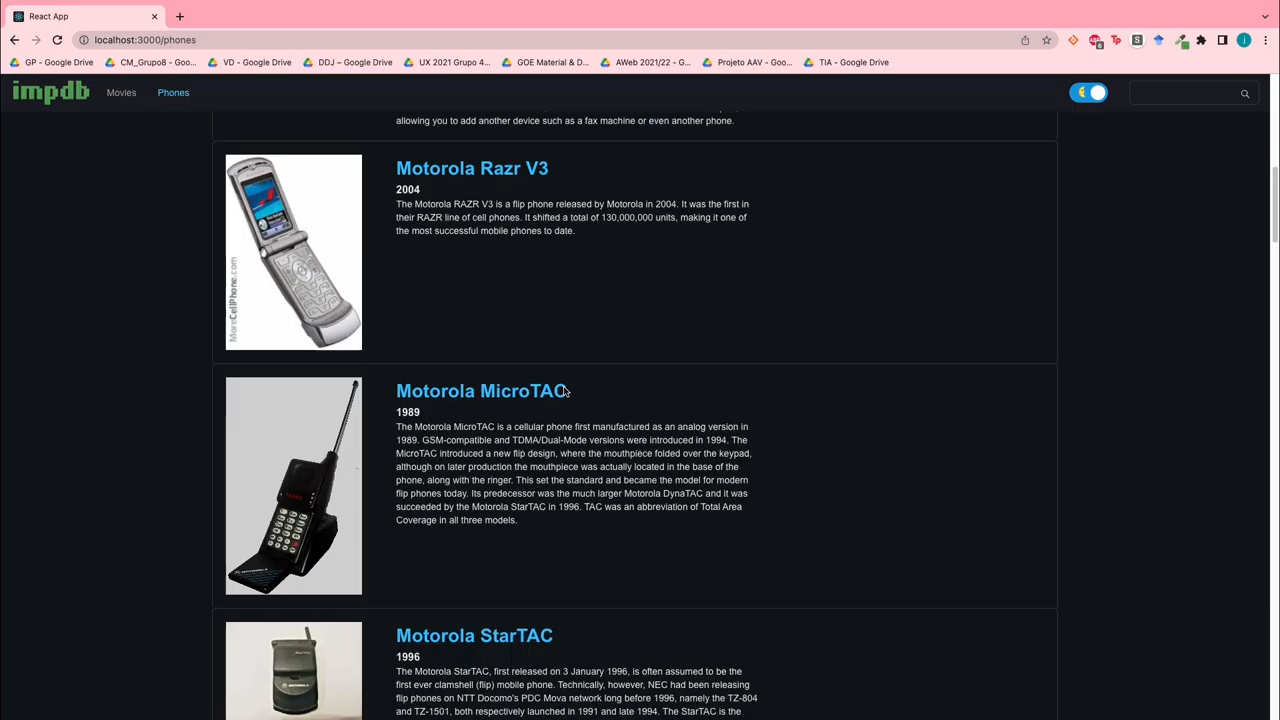 React App
localhost:3000/phones
GP - Google Drive
CM_Grupo8 - Goo...
VD - Google Drive
DDJ – Google Drive
UX 2021 Grupo 4...
GOE Material & D...
AWeb 2021/22 - G...
Projeto AAV - Goo...
TIA - Google Drive
impdb
Movies
Phones
allowing you to add another device such as a fax machine or even another phone.
MoreCellPhone.com
Motorola Razr V3
2004
The Motorola RAZR V3 is a flip phone released by Motorola in 2004. It was the first in
their RAZR line of cell phones. It shifted a total of 130,000,000 units, making it one of
the most successful mobile phones to date.
Motorola MicroTAC
1989
The Motorola MicroTAC is a cellular phone first manufactured as an analog version in
1989. GSM-compatible and TDMA/Dual-Mode versions were introduced in 1994. The
MicroTAC introduced a new flip design, where the mouthpiece folded over the keypad,
although on later production the mouthpiece was actually located in the base of the
phone, along with the ringer. This set the standard and became the model for modern
flip phones today. Its predecessor was the much larger Motorola DynaTAC and it was
succeeded by the Motorola StarTAC in 1996. TAC was an abbreviation of Total Area
Coverage in all three models.
Motorola StarTAC
1996
The Motorola StarTAC, first released on 3 January 1996, is often assumed to be the
first ever clamshell (flip) mobile phone. Technically, however, NEC had been releasing
flip phones on NTT Docomo's PDC Mova network long before 1996, namely the TZ-804
and TZ-1501, both respectively launched in 1991 and late 1994. The StarTAC is the